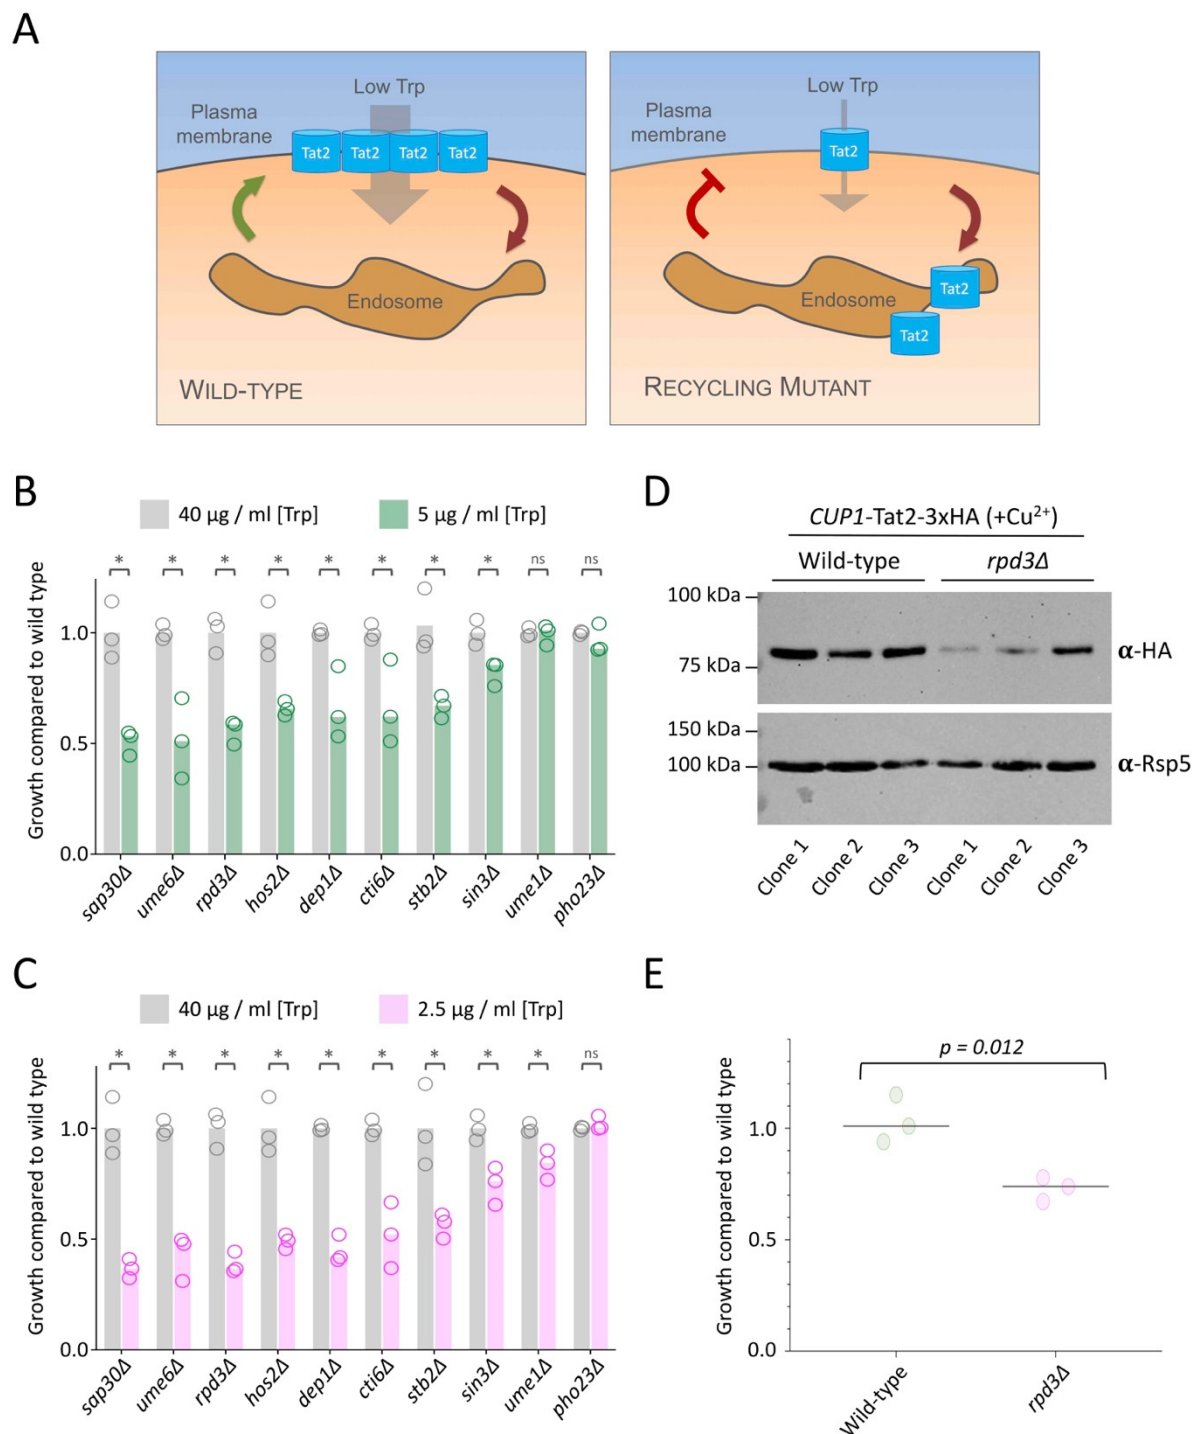 A
Low Trp
Plasma
membrane
Tat2 Tat2 Tat2 Tat2
Endosome
WILD-TYPE
Low Trp
Plasma
membrane
Tat2
Endosome
Tat2
Tat2
RECYCLING MUTANT
B
40 µg / ml [Trp] 5 µg / ml [Trp]
* * * * * * * * ns ns
Growth compared to wild type
1.0
0.5
0.0
sap30Δ ume6Δ rpd3Δ hos2Δ dep1Δ cti6Δ stb2Δ sin3Δ ume1Δ pho23Δ
C
40 µg / ml [Trp] 2.5 µg / ml [Trp]
* * * * * * * * * ns
Growth compared to wild type
1.0
0.5
0.0
sap30Δ ume6Δ rpd3Δ hos2Δ dep1Δ cti6Δ stb2Δ sin3Δ ume1Δ pho23Δ
D
CUP1-Tat2-3xHA (+Cu²⁺)
Wild-type rpd3Δ
100 kDa
75 kDa
α-HA
150 kDa
100 kDa
α-Rsp5
Clone 1 Clone 2 Clone 3 Clone 1 Clone 2 Clone 3
E
p = 0.012
Growth compared to wild type
1.0
0.5
0.0
Wild-type rpd3Δ